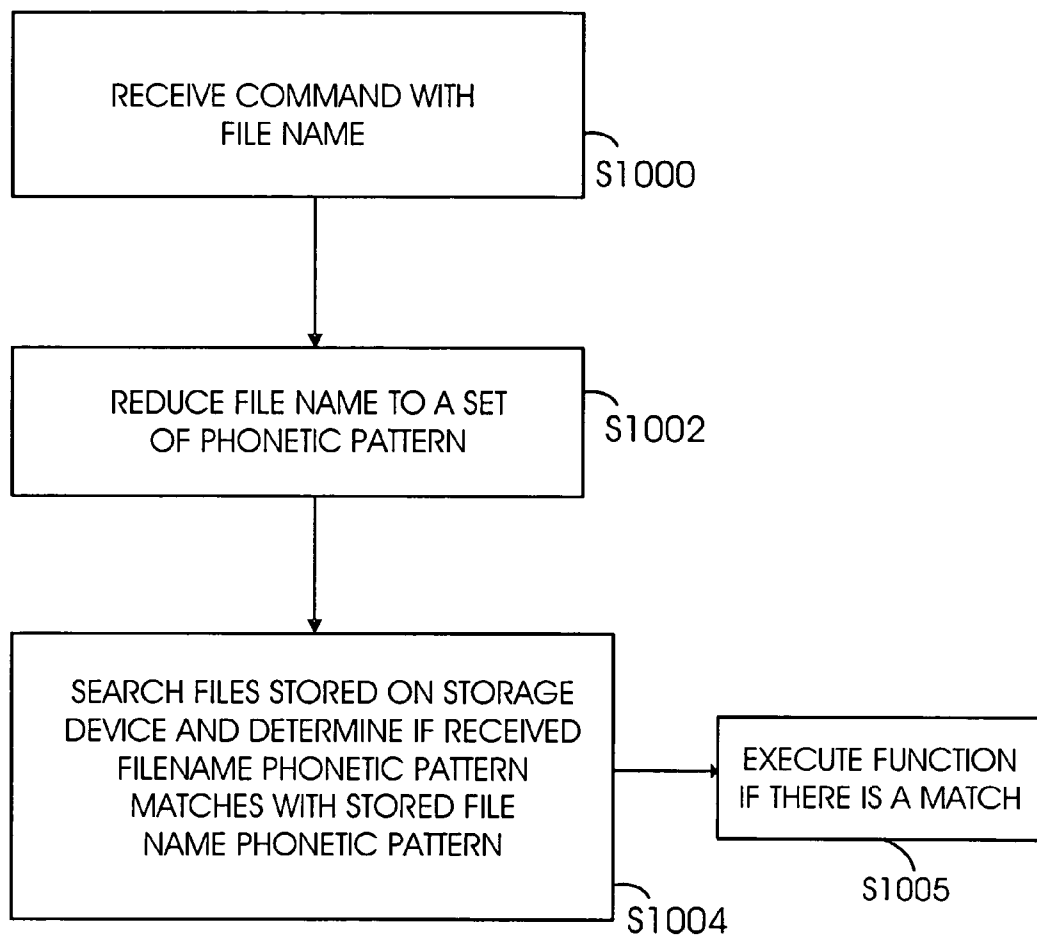 RECEIVE COMMAND WITH
FILE NAME
S1000
REDUCE FILE NAME TO A SET
OF PHONETIC PATTERN
S1002
SEARCH FILES STORED ON STORAGE
DEVICE AND DETERMINE IF RECEIVED
FILENAME PHONETIC PATTERN
MATCHES WITH STORED FILE
NAME PHONETIC PATTERN
S1004
EXECUTE FUNCTION
IF THERE IS A MATCH
S1005